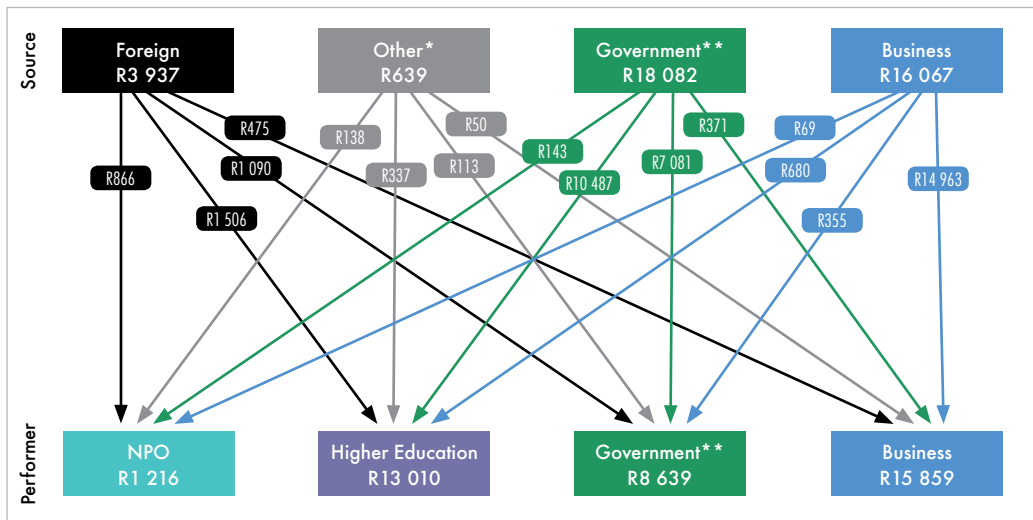 Source
Foreign
R3 937
Other*
R639
Government**
R18 082
Business
R16 067
R475
R138
R50
R143
R371
R69
R866
R1 090
R337
R113
R10 487
R7 081
R680
R14 963
R1 506
R355
Performer
NPO
R1 216
Higher Education
R13 010
Government**
R8 639
Business
R15 859